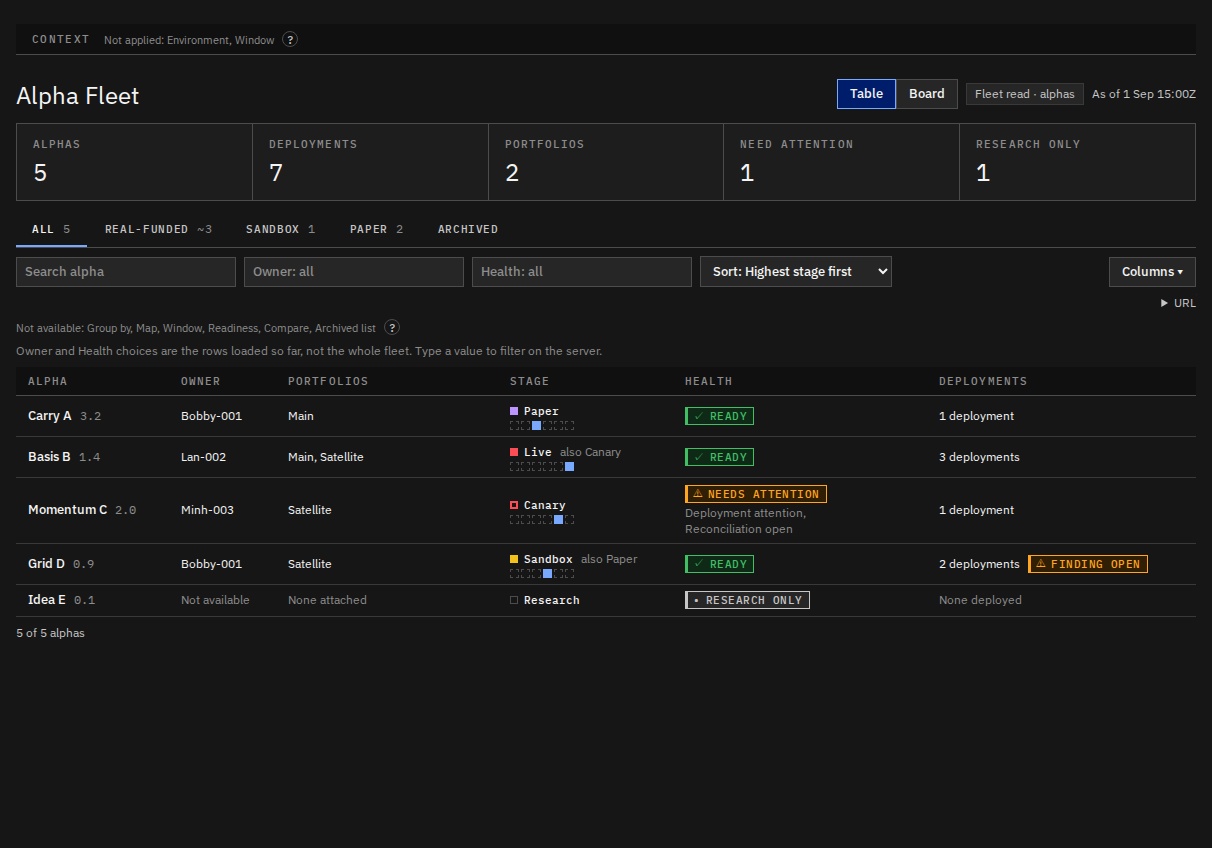 CONTEXT Not applied: Environment, Window ?
Alpha Fleet
Table Board Fleet read · alphas As of 1 Sep 15:00Z
ALPHAS DEPLOYMENTS PORTFOLIOS NEED ATTENTION RESEARCH ONLY
5 7 2 1 1
ALL 5 REAL-FUNDED ~3 SANDBOX 1 PAPER 2 ARCHIVED
Search alpha Owner: all Health: all Sort: Highest stage first Columns ▾
▶ URL
Not available: Group by, Map, Window, Readiness, Compare, Archived list ?
Owner and Health choices are the rows loaded so far, not the whole fleet. Type a value to filter on the server.
ALPHA OWNER PORTFOLIOS STAGE HEALTH DEPLOYMENTS
Carry A 3.2 Bobby-001 Main Paper ✓ READY 1 deployment
Basis B 1.4 Lan-002 Main, Satellite Live also Canary ✓ READY 3 deployments
Momentum C 2.0 Minh-003 Satellite Canary ⚠ NEEDS ATTENTION 1 deployment
Deployment attention,
Reconciliation open
Grid D 0.9 Bobby-001 Satellite Sandbox also Paper ✓ READY 2 deployments ⚠ FINDING OPEN
Idea E 0.1 Not available None attached Research • RESEARCH ONLY None deployed
5 of 5 alphas